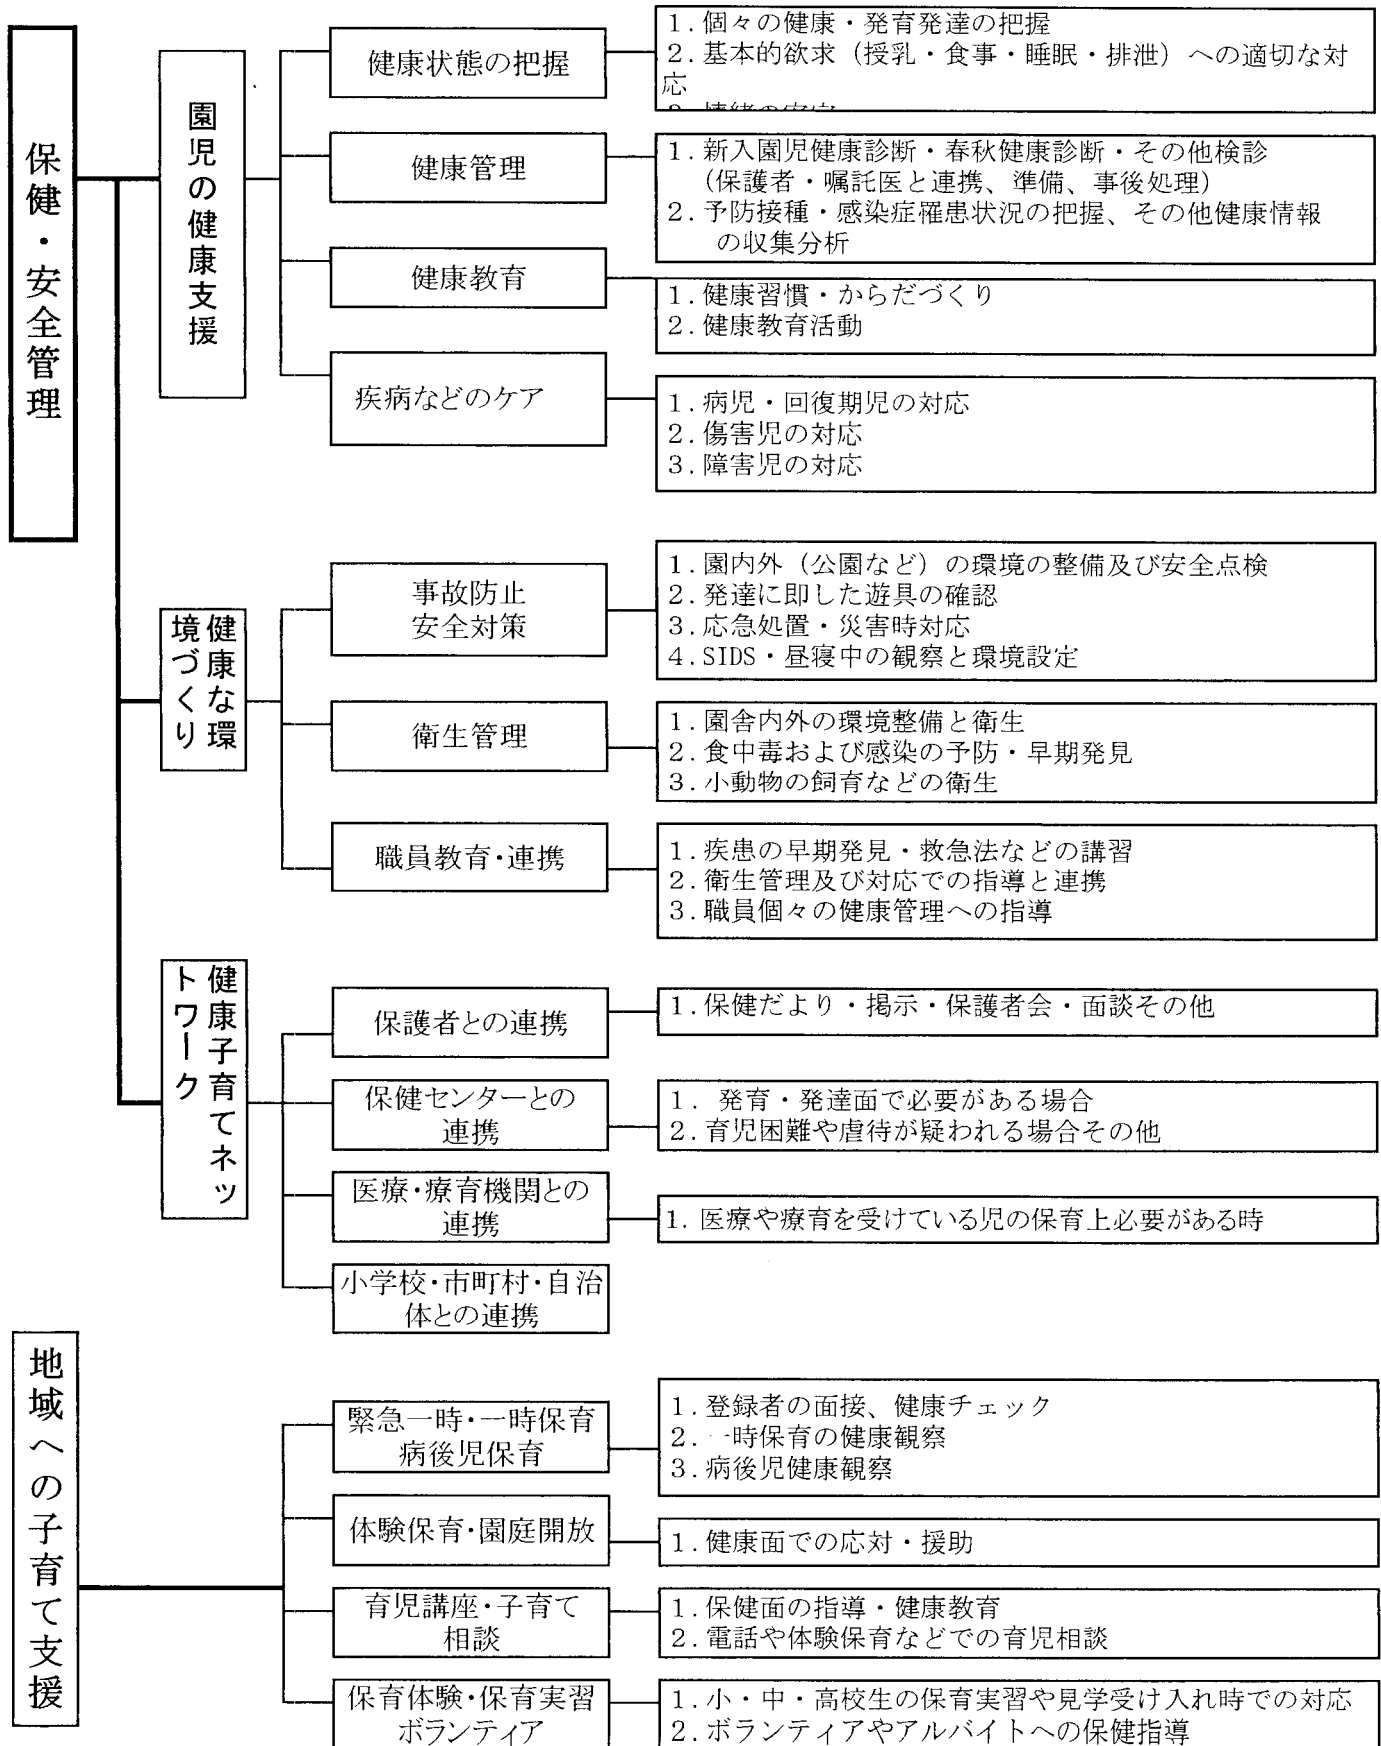 保健・安全管理
園児の健康支援
健康状態の把握
1. 個々の健康・発育発達の把握
2. 基本的欲求（授乳・食事・睡眠・排泄）への適切な対
応
健康管理
1. 新入園児健康診断・春秋健康診断・その他検診
（保護者・嘱託医と連携、準備、事後処理）
2. 予防接種・感染症罹患状況の把握、その他健康情報
の収集分析
健康教育
1. 健康習慣・からだづくり
2. 健康教育活動
疾病などのケア
1. 病児・回復期児の対応
2. 傷害児の対応
3. 障害児の対応
健康な環
境づくり
事故防止
安全対策
1. 園内外（公園など）の環境の整備及び安全点検
2. 発達に即した遊具の確認
3. 応急処置・災害時対応
4. SIDS・昼寝中の観察と環境設定
衛生管理
1. 園舎内外の環境整備と衛生
2. 食中毒および感染の予防・早期発見
3. 小動物の飼育などの衛生
職員教育・連携
1. 疾患の早期発見・救急法などの講習
2. 衛生管理及び対応での指導と連携
3. 職員個々の健康管理への指導
健康子育てネッ
トワーク
保護者との連携
1. 保健だより・掲示・保護者会・面談その他
保健センターとの
連携
1. 発育・発達面で必要がある場合
2. 育児困難や虐待が疑われる場合その他
医療・療育機関との
連携
1. 医療や療育を受けている児の保育上必要がある時
小学校・市町村・自治
体との連携
地域への子育て支援
緊急一時・一時保育
病後児保育
1. 登録者の面接、健康チェック
2. 一時保育の健康観察
3. 病後児健康観察
体験保育・園庭開放
1. 健康面での応対・援助
育児講座・子育て
相談
1. 保健面の指導・健康教育
2. 電話や体験保育などでの育児相談
保育体験・保育実習
ボランティア
1. 小・中・高校生の保育実習や見学受け入れ時での対応
2. ボランティアやアルバイトへの保健指導